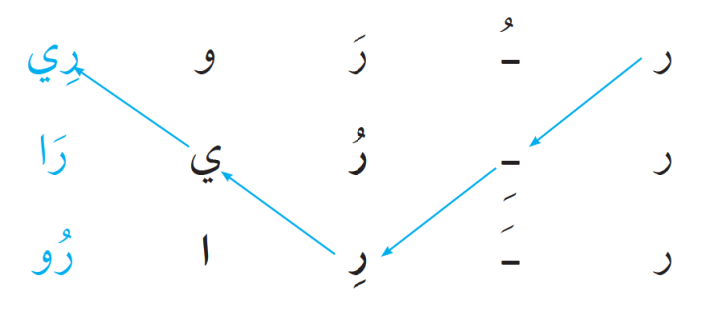 ر ـُ رَ و رِي
ر ـِ رُ ي رَا
ر ـَ رِ ا رُو